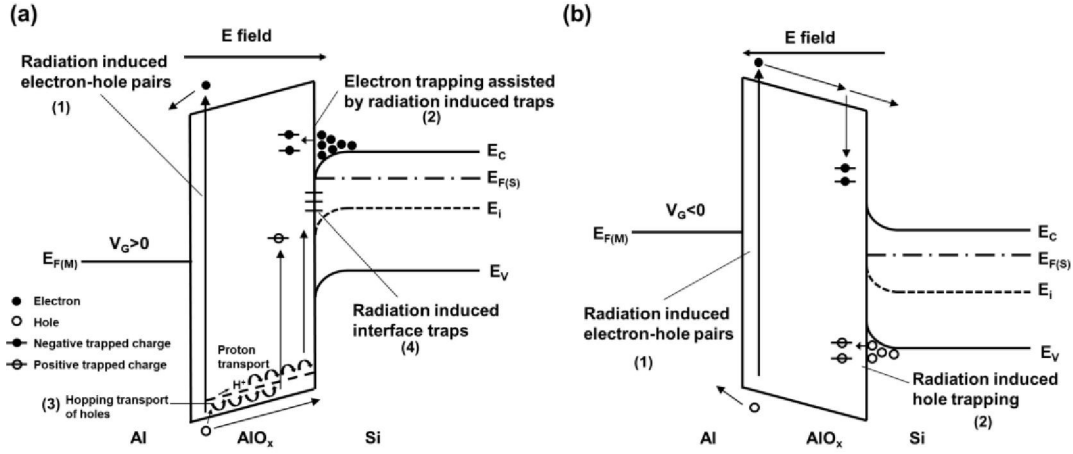 (a)
E field
Radiation induced
electron-hole pairs
(1)
Electron trapping assisted
by radiation induced traps
(2)
E_C
E_F(S)
E_i
V_G>0
E_F(M)
E_V
Electron
Hole
Negative trapped charge
Positive trapped charge
Radiation induced
interface traps
(4)
Proton
transport
H⁺
(3) Hopping transport
of holes
Al
AlO_x
Si
(b)
E field
V_G<0
E_F(M)
E_C
E_F(S)
E_i
Radiation induced
electron-hole pairs
(1)
E_V
Radiation induced
hole trapping
(2)
Al
AlO_x
Si